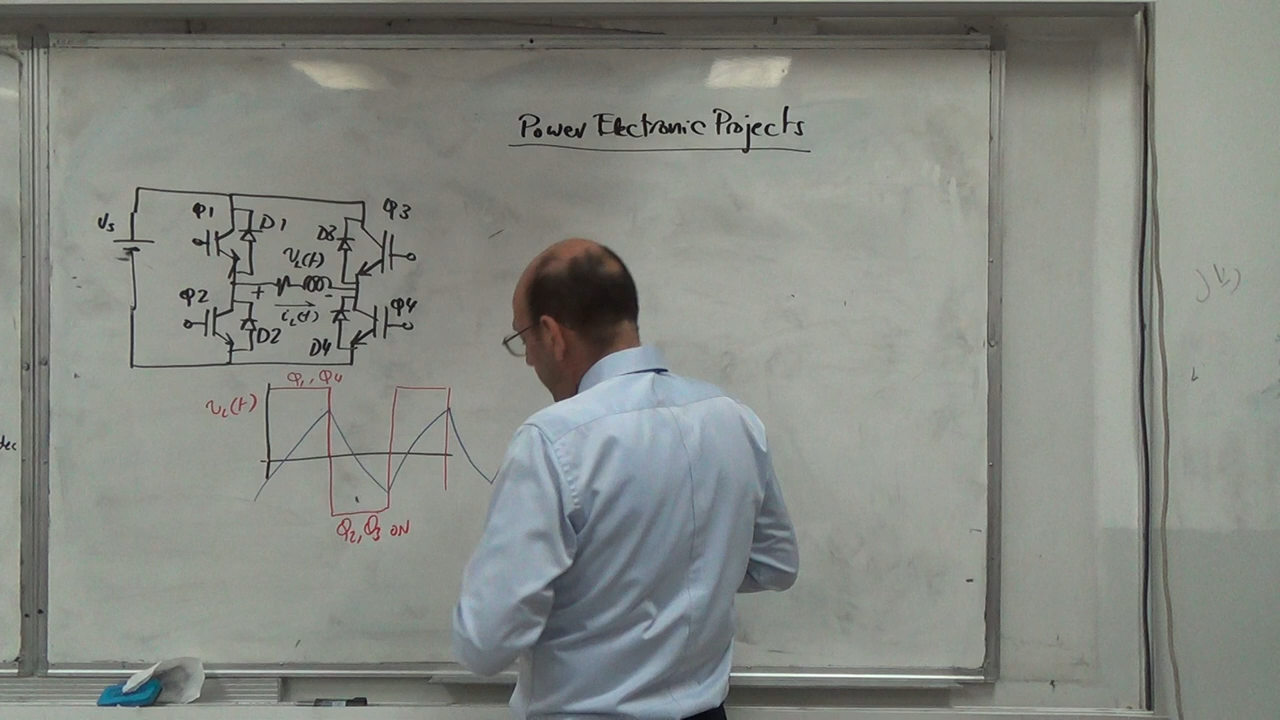 Power Electronic Projects
Vs
Q1
D1
D3
Q3
vL(t)
+
-
Q2
iL(t)
Q4
D2
D4
Q1, Q4
vL(t)
Q2, Q3 ON